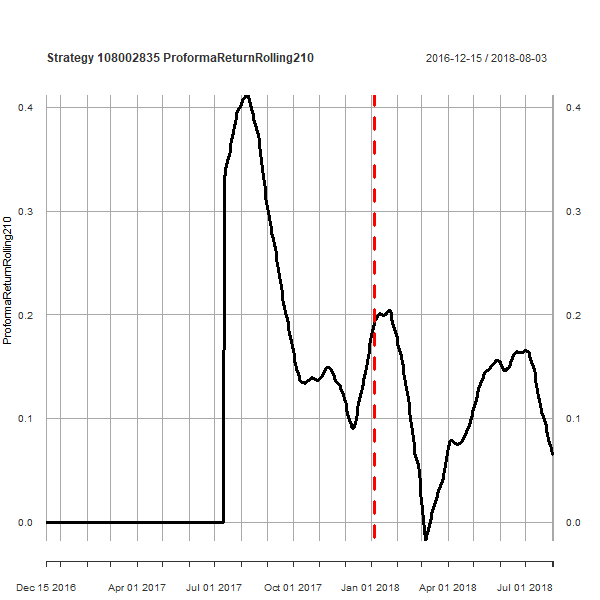 Strategy 108002835 ProformaReturnRolling210 2016-12-15 / 2018-08-03
0.4 0.4
0.3 0.3
0.2 0.2
0.1 0.1
0.0 0.0
ProformaReturnRolling210
Dec 15 2016 Apr 01 2017 Jul 01 2017 Oct 01 2017 Jan 01 2018 Apr 01 2018 Jul 01 2018